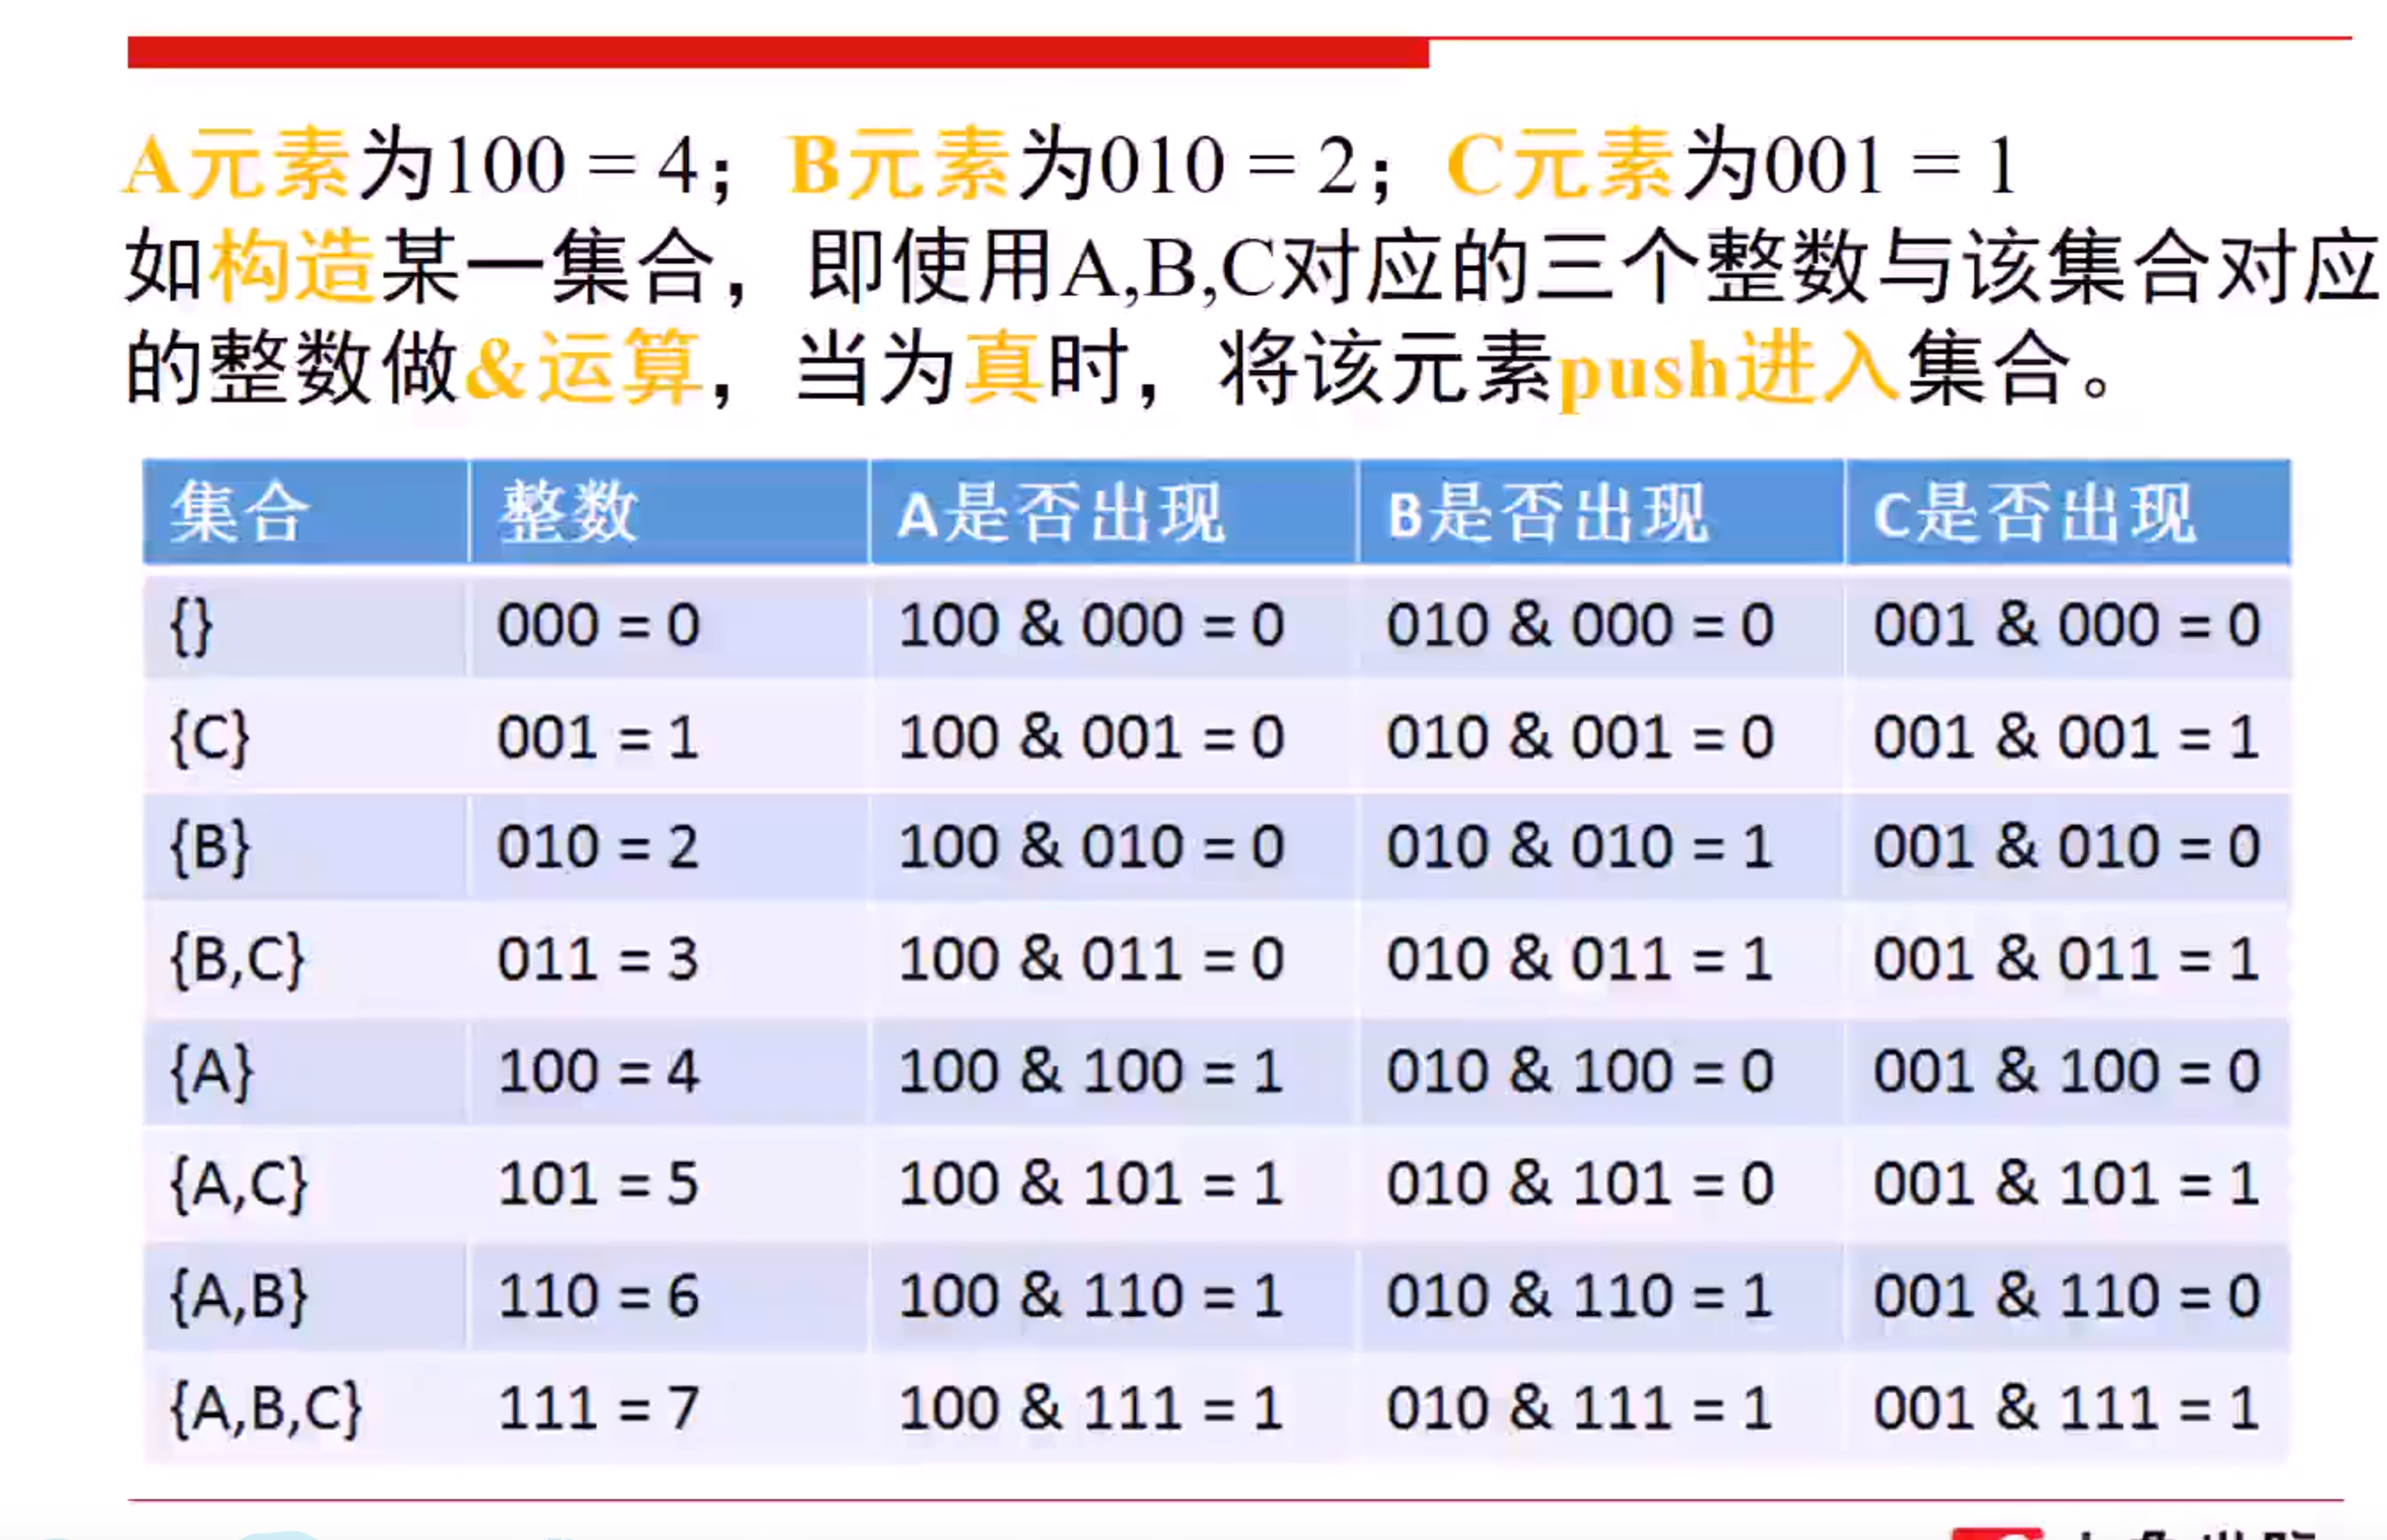 A元素为100 = 4；B元素为010 = 2；C元素为001 = 1
如构造某一集合，即使用A,B,C对应的三个整数与该集合对应
的整数做&运算，当为真时，将该元素push进入集合。
集合 整数 A是否出现 B是否出现 C是否出现
{} 000 = 0 100 & 000 = 0 010 & 000 = 0 001 & 000 = 0
{C} 001 = 1 100 & 001 = 0 010 & 001 = 0 001 & 001 = 1
{B} 010 = 2 100 & 010 = 0 010 & 010 = 1 001 & 010 = 0
{B,C} 011 = 3 100 & 011 = 0 010 & 011 = 1 001 & 011 = 1
{A} 100 = 4 100 & 100 = 1 010 & 100 = 0 001 & 100 = 0
{A,C} 101 = 5 100 & 101 = 1 010 & 101 = 0 001 & 101 = 1
{A,B} 110 = 6 100 & 110 = 1 010 & 110 = 1 001 & 110 = 0
{A,B,C} 111 = 7 100 & 111 = 1 010 & 111 = 1 001 & 111 = 1